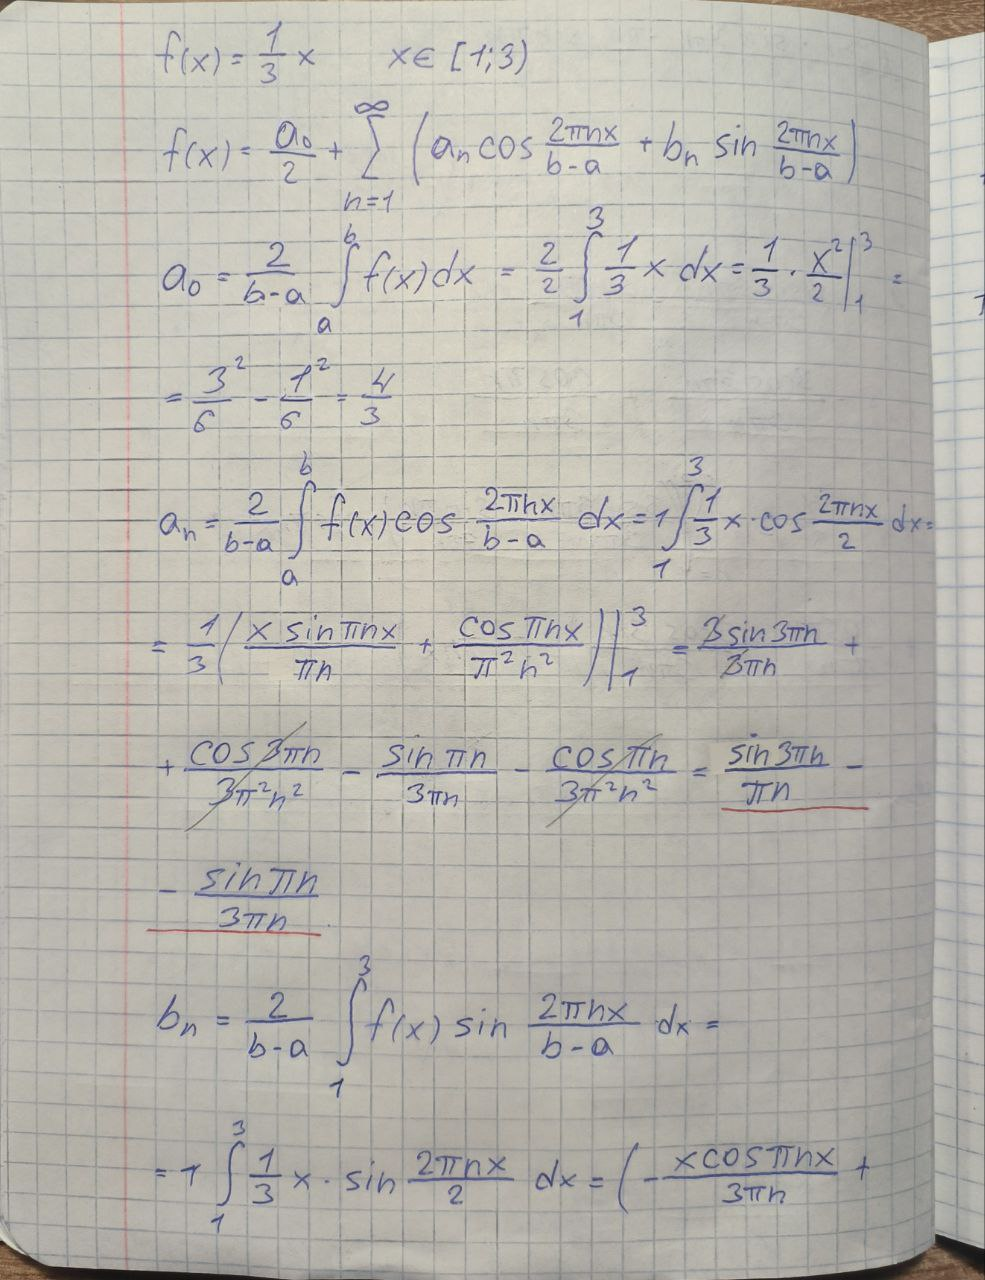 f(x) = 1/3 x   x ∈ [1;3)
f(x) = a₀/2 + ∑_{n=1}^{∞} (aₙ cos 2πnx/(b-a) + bₙ sin 2πnx/(b-a))
a₀ = 2/(b-a) ∫_a^b f(x) dx = 2/2 ∫_1^3 1/3 x dx = 1/3 · x²/2 |_1^3 =
= 3²/6 - 1²/6 = 4/3
aₙ = 2/(b-a) ∫_a^b f(x) cos 2πnx/(b-a) dx = 1 ∫_1^3 1/3 x · cos 2πnx/2 dx =
= 1/3 (x sin πnx/πn + cos πnx/π²n²) |_1^3 = 3 sin 3πn/3πn +
+ cos 3πn/3π²n² - sin πn/3πn - cos πn/3π²n² = sin 3πn/πn -
- sin πn/3πn
bₙ = 2/(b-a) ∫_1^3 f(x) sin 2πnx/(b-a) dx =
= 1 ∫_1^3 1/3 x · sin 2πnx/2 dx = (- x cos πnx/3πn +